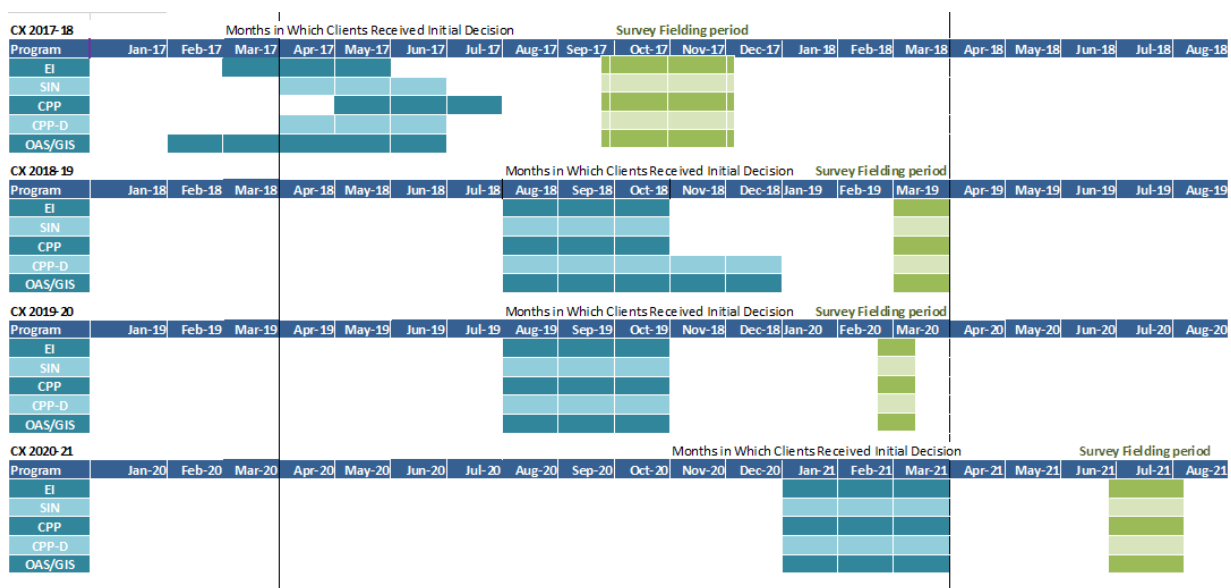 CX 2017-18 Months in Which Clients Received Initial Decision Survey Fielding period
Program Jan-17 Feb-17 Mar-17 Apr-17 May-17 Jun-17 Jul-17 Aug-17 Sep-17 Oct-17 Nov-17 Dec-17 Jan-18 Feb-18 Mar-18 Apr-18 May-18 Jun-18 Jul-18 Aug-18
EI
SIN
CPP
CPP-D
OAS/GIS
CX 2018-19 Months in Which Clients Received Initial Decision Survey Fielding period
Program Jan-18 Feb-18 Mar-18 Apr-18 May-18 Jun-18 Jul-18 Aug-18 Sep-18 Oct-18 Nov-18 Dec-18 Jan-19 Feb-19 Mar-19 Apr-19 May-19 Jun-19 Jul-19 Aug-19
EI
SIN
CPP
CPP-D
OAS/GIS
CX 2019-20 Months in Which Clients Received Initial Decision Survey Fielding period
Program Jan-19 Feb-19 Mar-19 Apr-19 May-19 Jun-19 Jul-19 Aug-19 Sep-19 Oct-19 Nov-18 Dec-18 Jan-20 Feb-20 Mar-20 Apr-20 May-20 Jun-20 Jul-20 Aug-20
EI
SIN
CPP
CPP-D
OAS/GIS
CX 2020-21 Months in Which Clients Received Initial Decision Survey Fielding period
Program Jan-20 Feb-20 Mar-20 Apr-20 May-20 Jun-20 Jul-20 Aug-20 Sep-20 Oct-20 Nov-20 Dec-20 Jan-21 Feb-21 Mar-21 Apr-21 May-21 Jun-21 Jul-21 Aug-21
EI
SIN
CPP
CPP-D
OAS/GIS